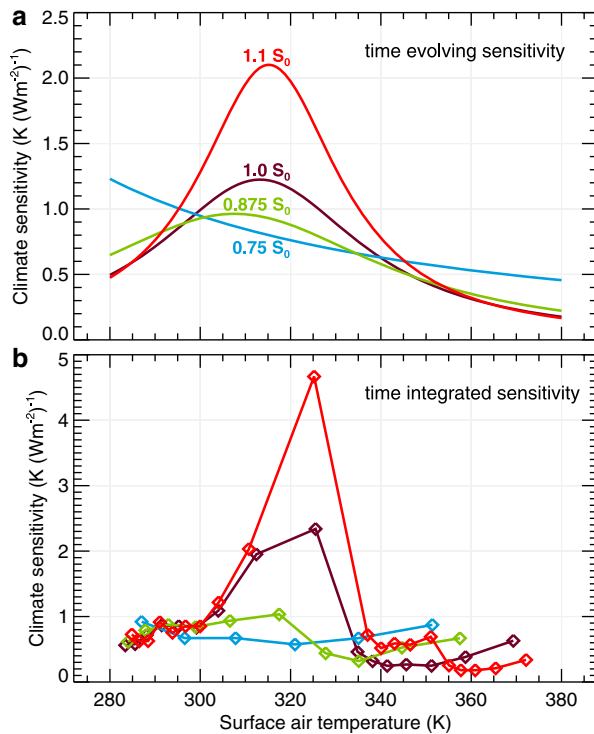 a
2.5
time evolving sensitivity
1.1 S₀
2.0
1.5
1.0 S₀
1.0
0.875 S₀
0.75 S₀
0.5
0.0
Climate sensitivity (K (Wm⁻²)⁻¹)
b
5
time integrated sensitivity
4
3
2
1
0
Climate sensitivity (K (Wm⁻²)⁻¹)
280 300 320 340 360 380
Surface air temperature (K)